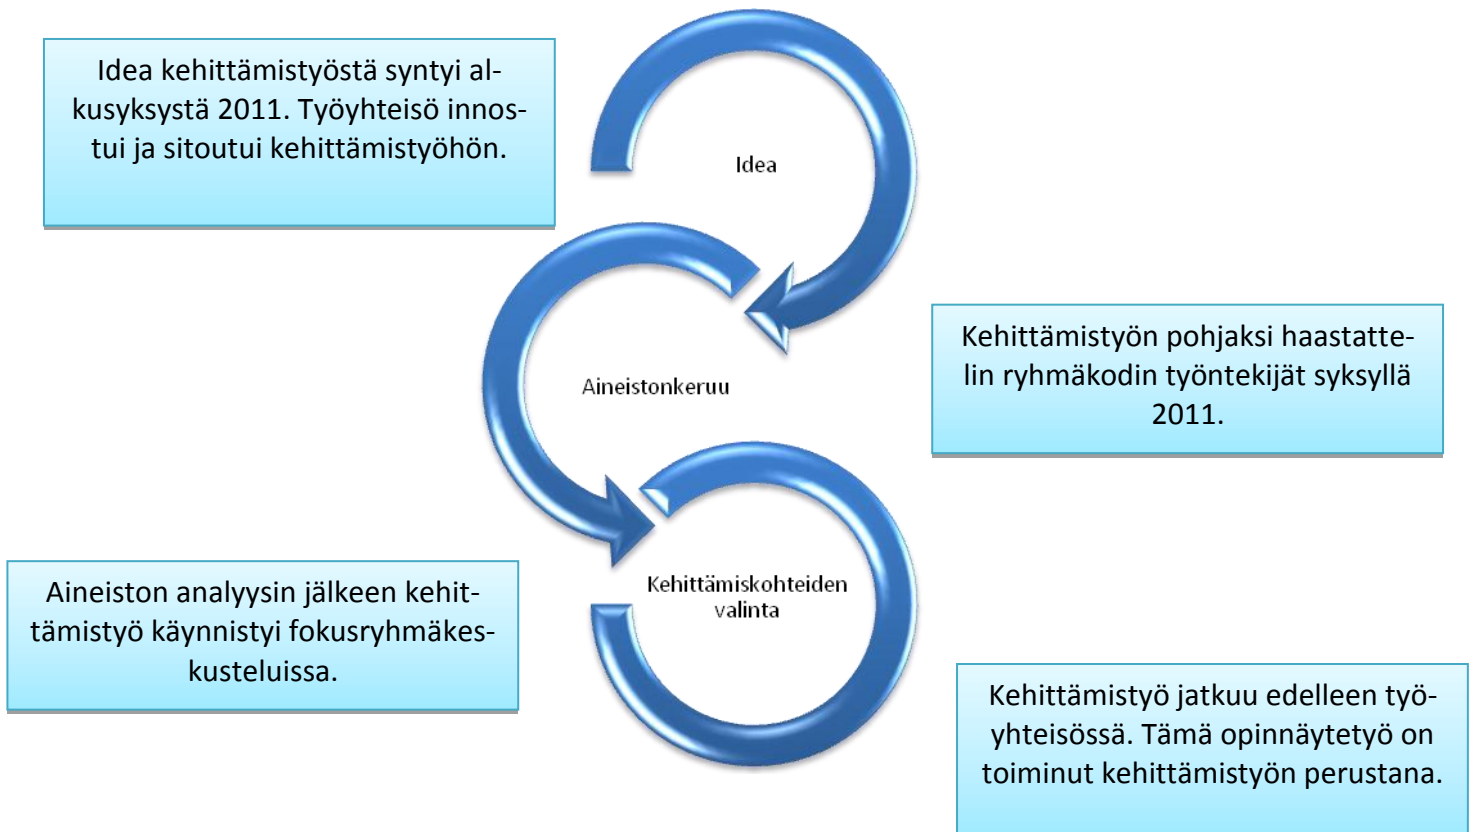 Idea kehittämistyöstä syntyi al-
kusyksystä 2011. Työyhteisö innos-
tui ja sitoutui kehittämistyöhön.
Idea
Kehittämistyön pohjaksi haastatte-
lin ryhmäkodin työntekijät syksyllä
2011.
Aineistonkeruu
Aineiston analyysin jälkeen kehit-
tämistyö käynnistyi fokusryhmäkes-
kusteluissa.
Kehittämiskohteiden
valinta
Kehittämistyö jatkuu edelleen työ-
yhteisössä. Tämä opinnäytetyö on
toiminut kehittämistyön perustana.